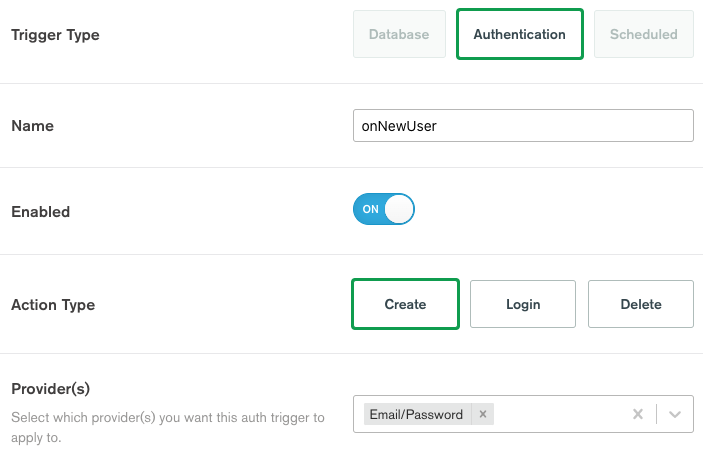 Trigger Type
Database
Authentication
Scheduled
Name
onNewUser
Enabled
ON
Action Type
Create
Login
Delete
Provider(s)
Select which provider(s) you want this auth trigger to
apply to.
Email/Password